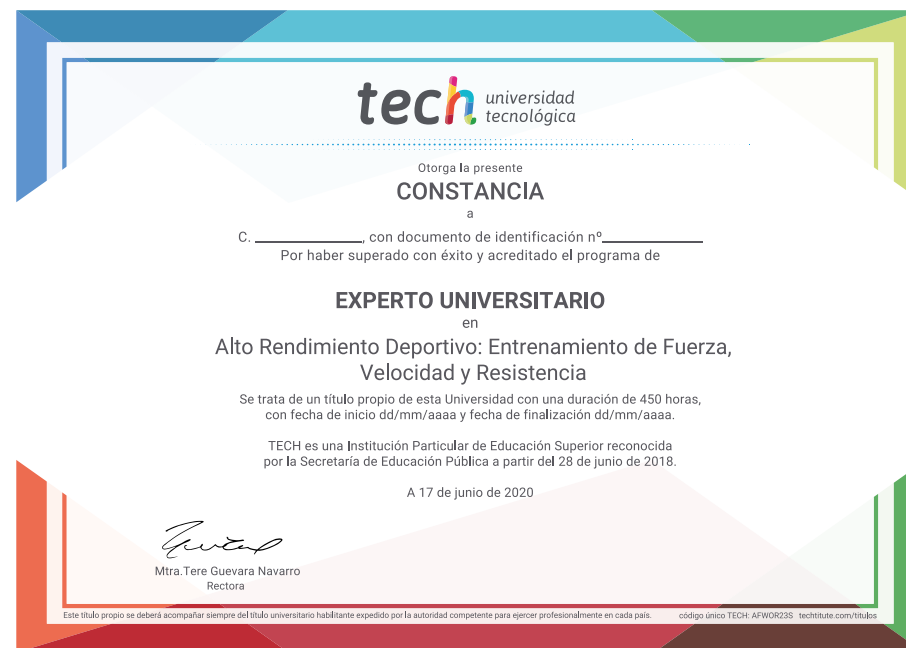 tech universidad
tecnológica
Otorga la presente
CONSTANCIA
a
C. ____________, con documento de identificación nº____________
Por haber superado con éxito y acreditado el programa de
EXPERTO UNIVERSITARIO
en
Alto Rendimiento Deportivo: Entrenamiento de Fuerza,
Velocidad y Resistencia
Se trata de un título propio de esta Universidad con una duración de 450 horas,
con fecha de inicio dd/mm/aaaa y fecha de finalización dd/mm/aaaa.
TECH es una Institución Particular de Educación Superior reconocida
por la Secretaría de Educación Pública a partir del 28 de junio de 2018.
A 17 de junio de 2020
Mtra.Tere Guevara Navarro
Rectora
Este título propio se deberá acompañar siempre del título universitario habilitante expedido por la autoridad competente para ejercer profesionalmente en cada país. código único TECH: AFWOR23S techtitute.com/titulos